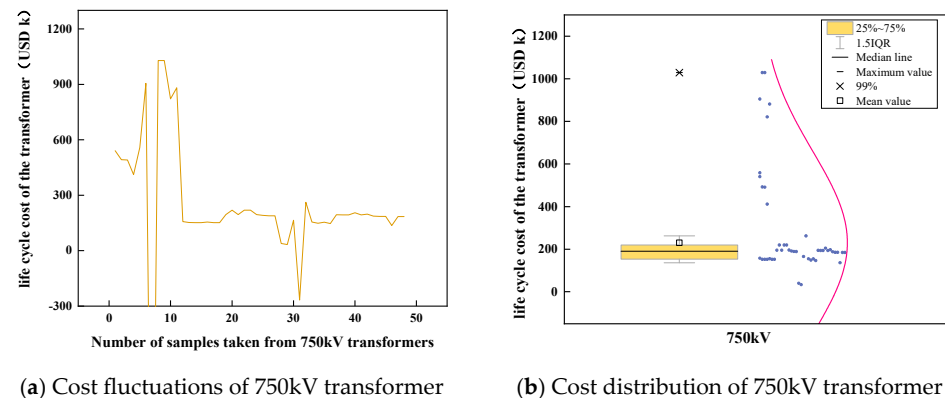 life cycle cost of the transformer（USD k）
1200
900
600
300
0
-300
0
10
20
30
40
50
Number of samples taken from 750kV transformers
(a) Cost fluctuations of 750kV transformer
life cycle cost of the transformer（USD k）
1200
1000
800
600
400
200
0
25%~75%
1.5IQR
Median line
Maximum value
99%
Mean value
750kV
(b) Cost distribution of 750kV transformer